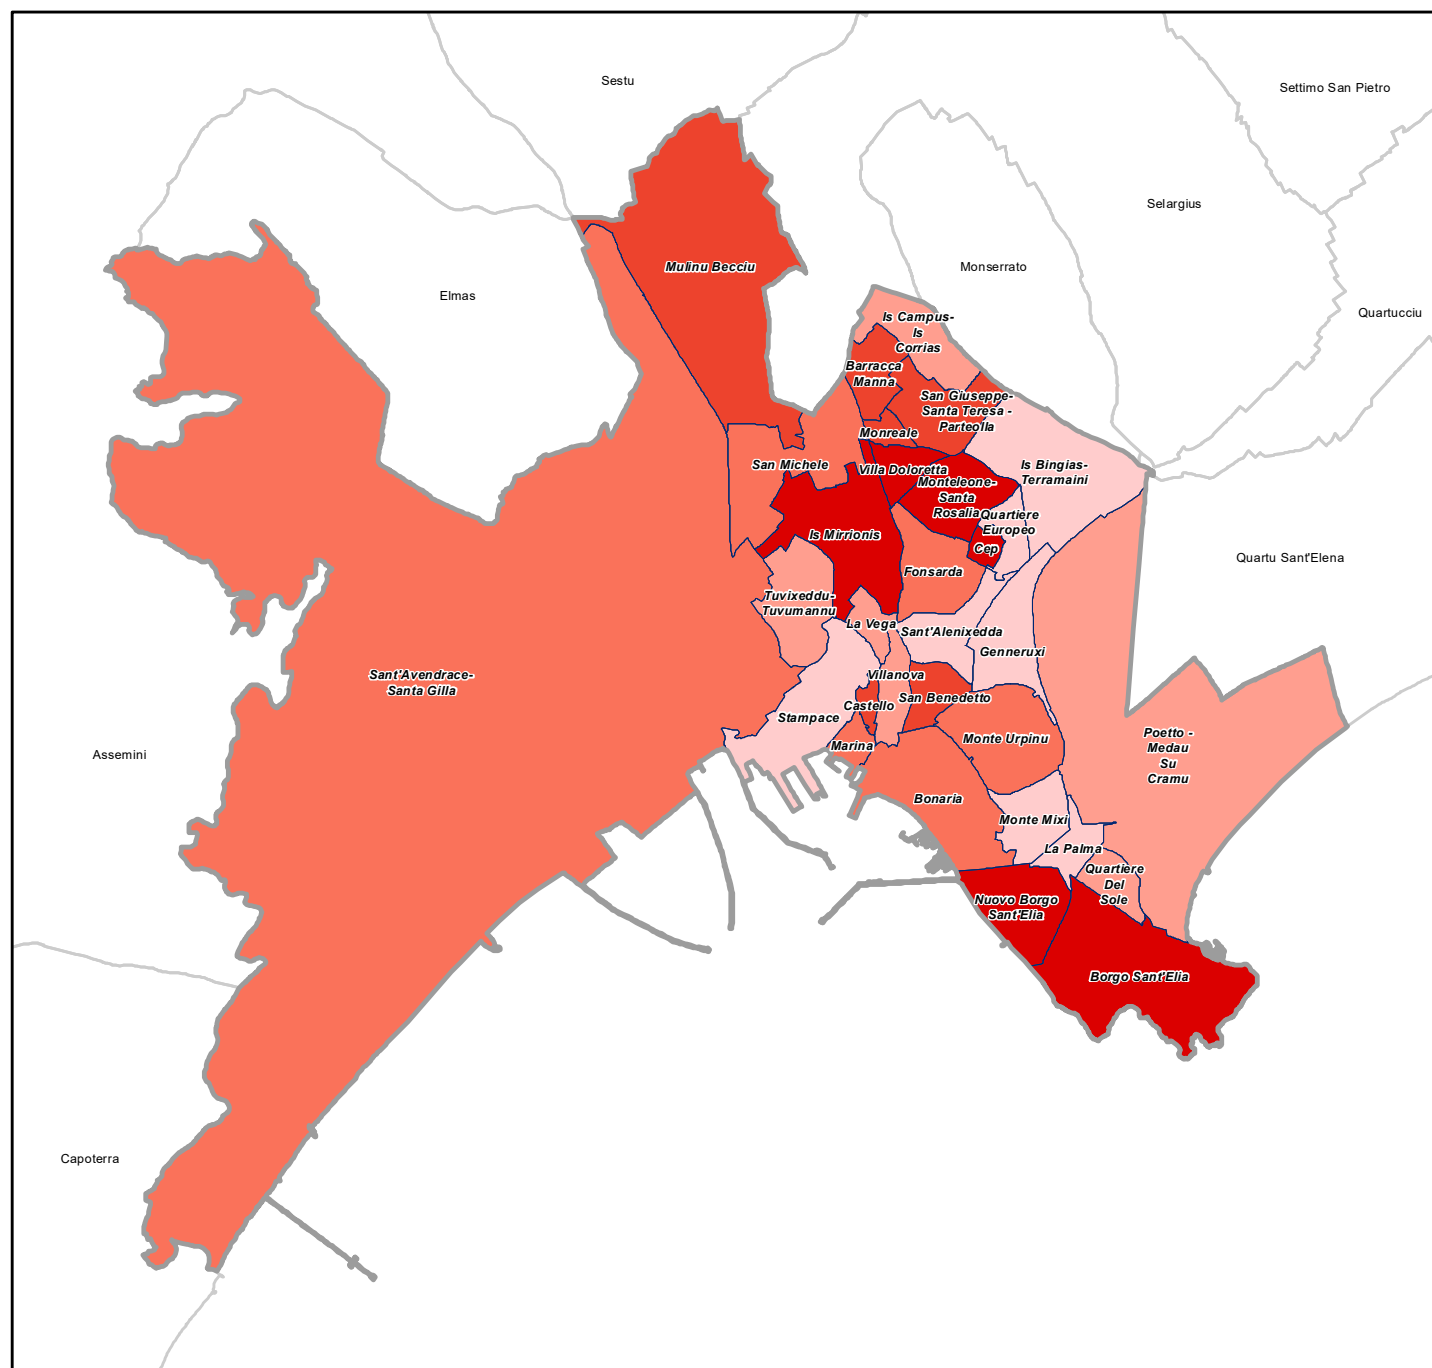 Sestu
Settimo San Pietro
Selargius
Monserrato
Mulinu Becciu
Elmas
Quartucciu
Is Campus-
Is
Corrias
Barracca
Manna
San Giuseppe-
Santa Teresa -
Parteolla
Monreale
San Michele
Villa Doloretta
Is Bingias-
Terramaini
Monteleone-
Santa
Rosalia
Quartiere
Europeo
Is Mirrionis
Cep
Quartu Sant'Elena
Fonsarda
Tuvixeddu-
Tuvumannu
La Vega
Sant'Alenixedda
Genneruxi
Sant'Avendrace-
Santa Gilla
Villanova
San Benedetto
Castello
Stampace
Marina
Monte Urpinu
Poetto -
Medau
Su
Cramu
Assemini
Bonaria
Monte Mixi
La Palma
Quartiere
Del
Sole
Nuovo Borgo
Sant'Elia
Borgo Sant'Elia
Capoterra